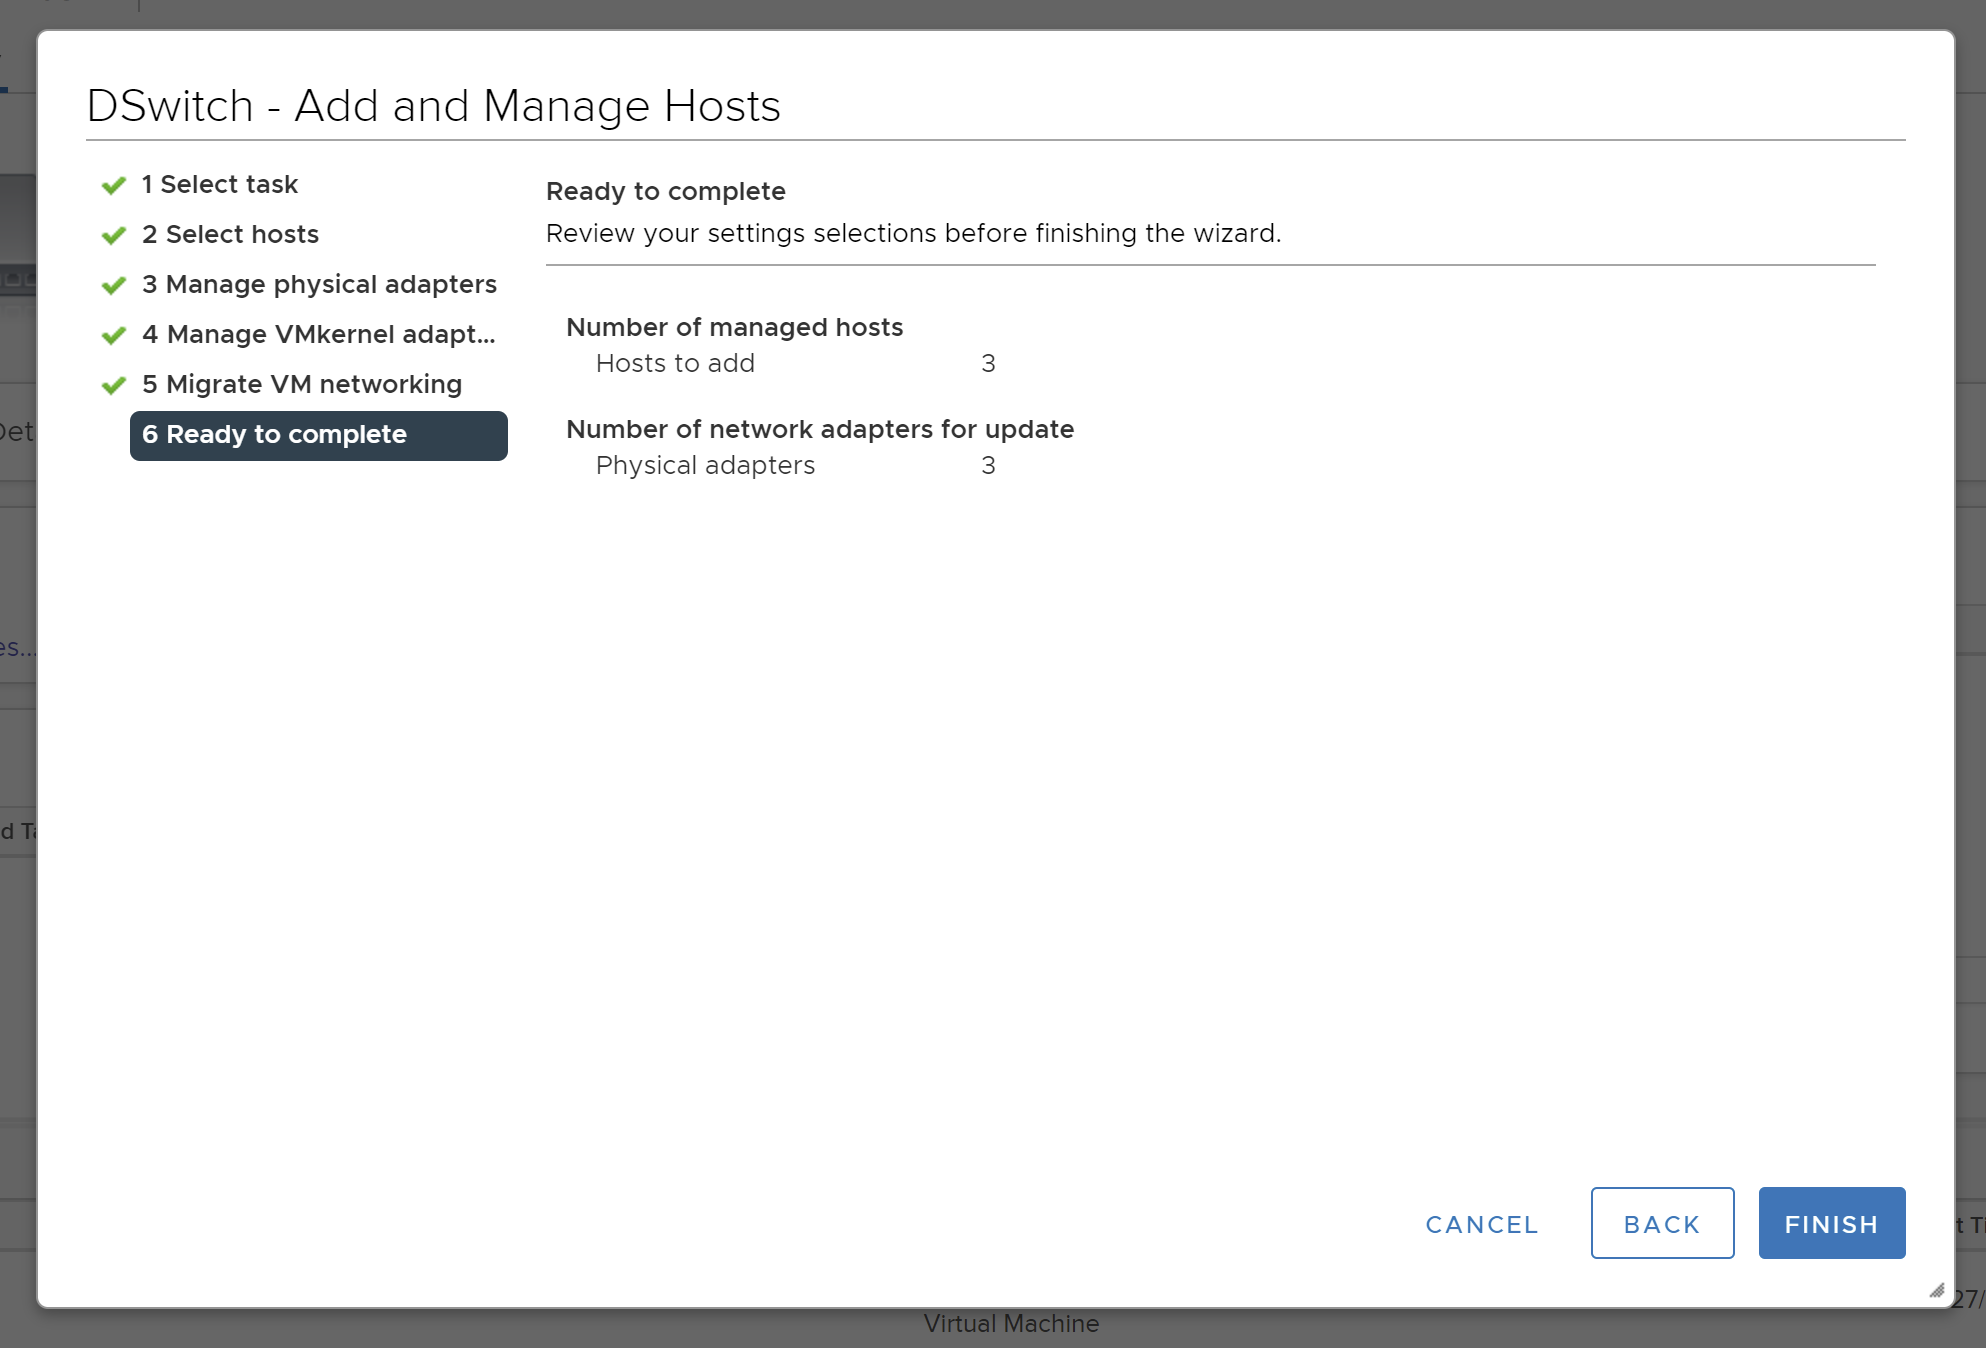 DSwitch - Add and Manage Hosts
1 Select task
2 Select hosts
3 Manage physical adapters
4 Manage VMkernel adapt...
5 Migrate VM networking
6 Ready to complete
Ready to complete
Review your settings selections before finishing the wizard.
Number of managed hosts
Hosts to add 3
Number of network adapters for update
Physical adapters 3
CANCEL BACK FINISH
Virtual Machine